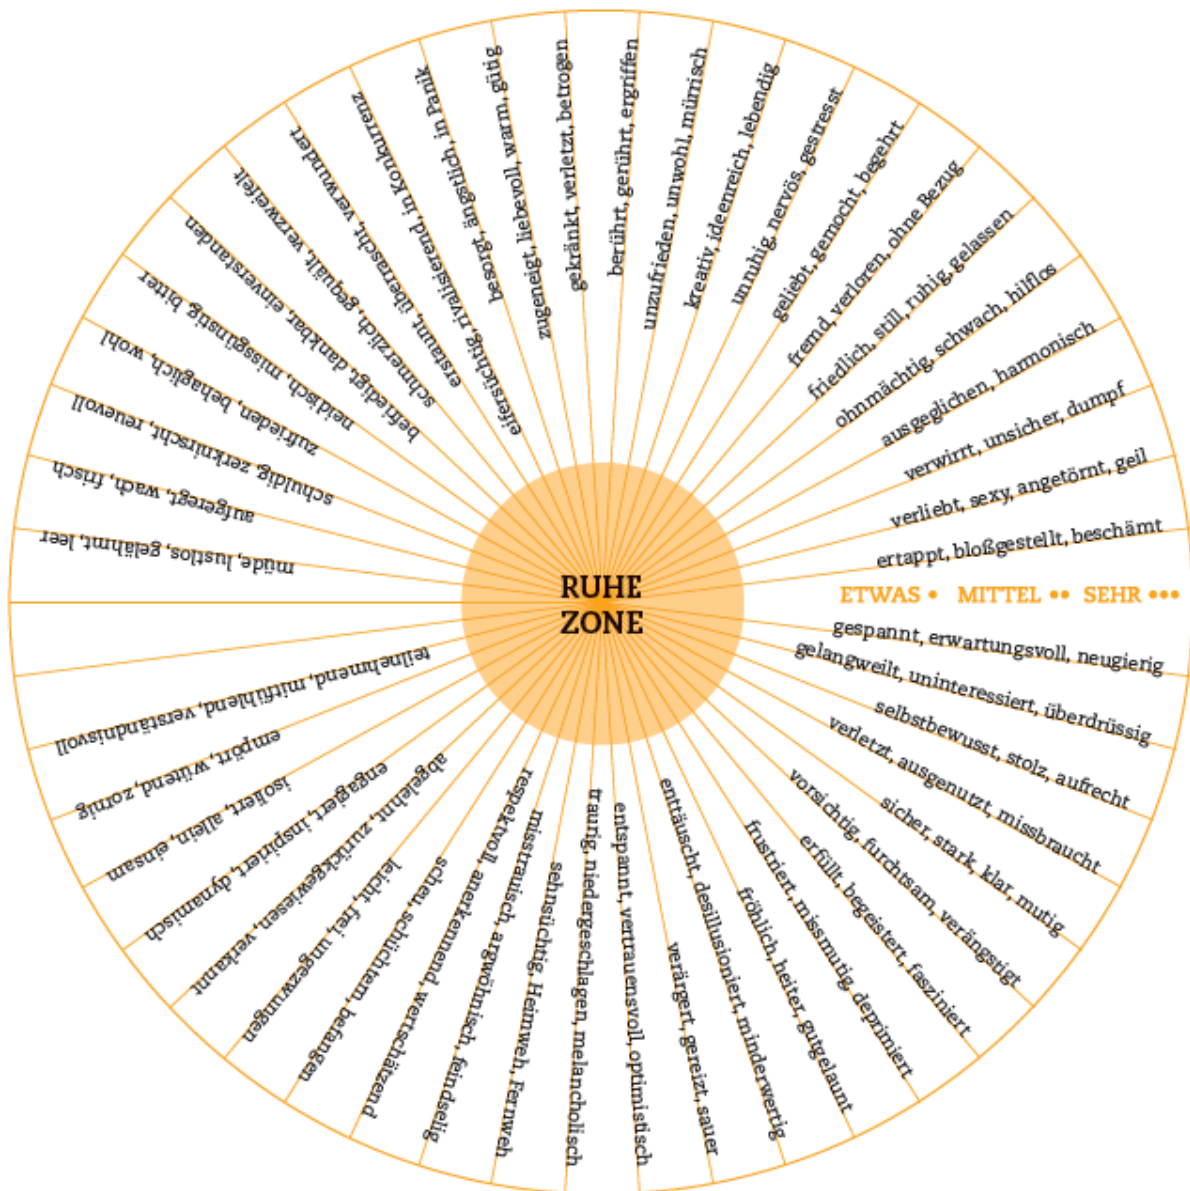 RUHE
ZONE
ETWAS • MITTEL •• SEHR •••
gespannt, erwartungsvoll, neugierig
gelangweilt, uninteressiert, überdrüssig
selbstbewusst, stolz, aufrecht
verletzt, ausgenutzt, missbraucht
sicher, stark, klar, mutig
vorsichtig, furchtsam, verängstigt
erfüllt, begeistert, fasziniert
frustriert, missmutig, deprimiert
fröhlich, heiter, gutgelaunt
enttäuscht, desillusioniert, minderwertig
verärgert, gereizt, sauer
entspannt, vertrauensvoll, optimistisch
traurig, niedergeschlagen, melancholisch
sehnsüchtig, Heimweh, Fernweh
misstrauisch, argwöhnisch, feindselig
respektvoll, anerkennend, wertschätzend
scheu, schüchtern, befangen
leicht, frei, ungezwungen
abgelehnt, zurückgewiesen, verkannt
engagiert, inspiriert, dynamisch
isoliert, allein, einsam
empört, wütend, zornig
teilnehmend, mitfühlend, verständnisvoll
müde, lustlos, gelähmt, leer
aufgeregt, wach, frisch
schuldig, zerknirscht, reuevoll
zufrieden, behaglich, wohl
neidisch, missgünstig, bitter
befriedigt, dankbar, einverstanden
schmerzlich, gequält, verzweifelt
erstaunt, überrascht, verwundert
eifersüchtig, rivalisierend, in Konkurrenz
besorgt, ängstlich, in Panik
zugeneigt, liebevoll, warm, gütig
gekränkt, verletzt, betrogen
berührt, gerührt, ergriffen
unzufrieden, unwohl, mürrisch
kreativ, ideenreich, lebendig
unruhig, nervös, gestresst
geliebt, gemocht, begehrt
fremd, verloren, ohne Bezug
friedlich, still, ruhig, gelassen
ohnmächtig, schwach, hilflos
ausgeglichen, harmonisch
verwirrt, unsicher, dumpf
verliebt, sexy, angetörnt, geil
ertappt, bloßgestellt, beschämt